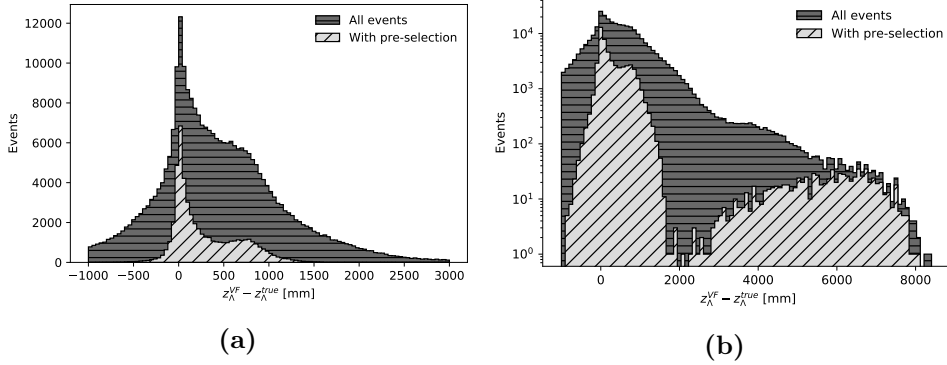 All events
With pre-selection
Events
12000
10000
8000
6000
4000
2000
0
−1000 −500 0 500 1000 1500 2000 2500 3000
z_Λ^{VF} − z_Λ^{true} [mm]
(a)
All events
With pre-selection
Events
10^4
10^3
10^2
10^1
10^0
0 2000 4000 6000 8000
z_Λ^{VF} − z_Λ^{true} [mm]
(b)